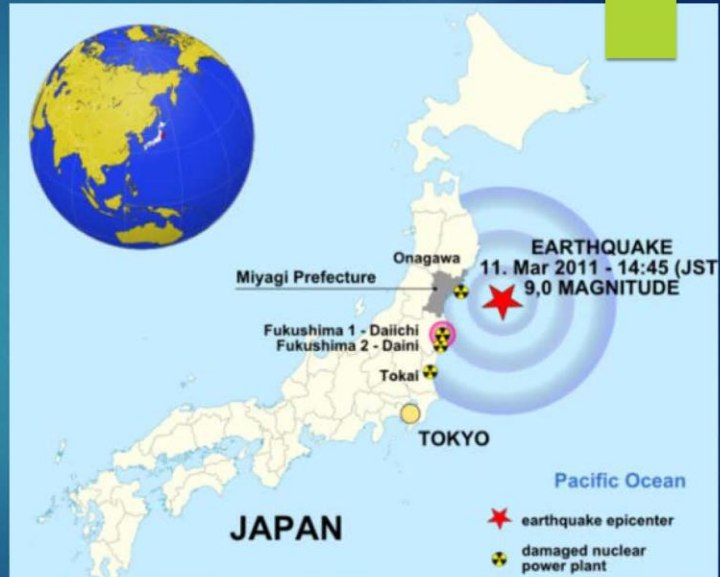 EARTHQUAKE
11. Mar 2011 - 14:45 (JST
9,0 MAGNITUDE
Onagawa
Miyagi Prefecture
Fukushima 1 - Daiichi
Fukushima 2 - Daini
Tokai
TOKYO
JAPAN
Pacific Ocean
earthquake epicenter
damaged nuclear
power plant